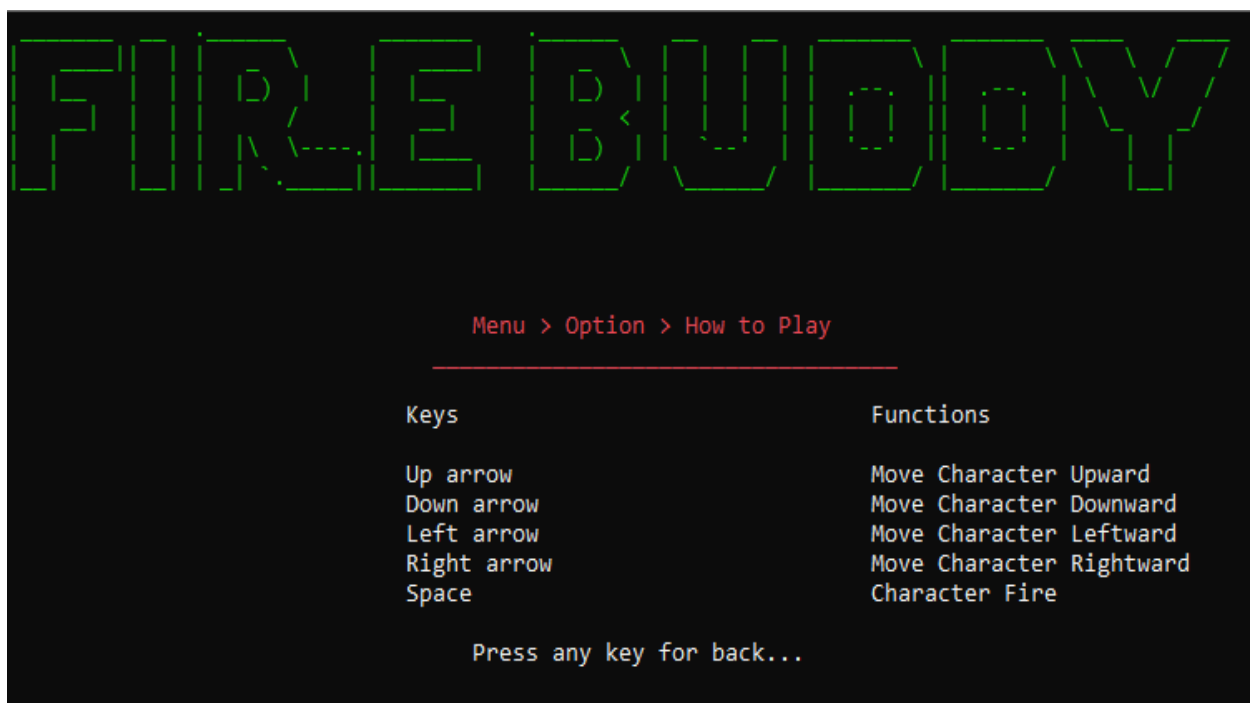 FIRE BUDDY
Menu > Option > How to Play
Keys Functions
Up arrow Move Character Upward
Down arrow Move Character Downward
Left arrow Move Character Leftward
Right arrow Move Character Rightward
Space Character Fire
Press any key for back...